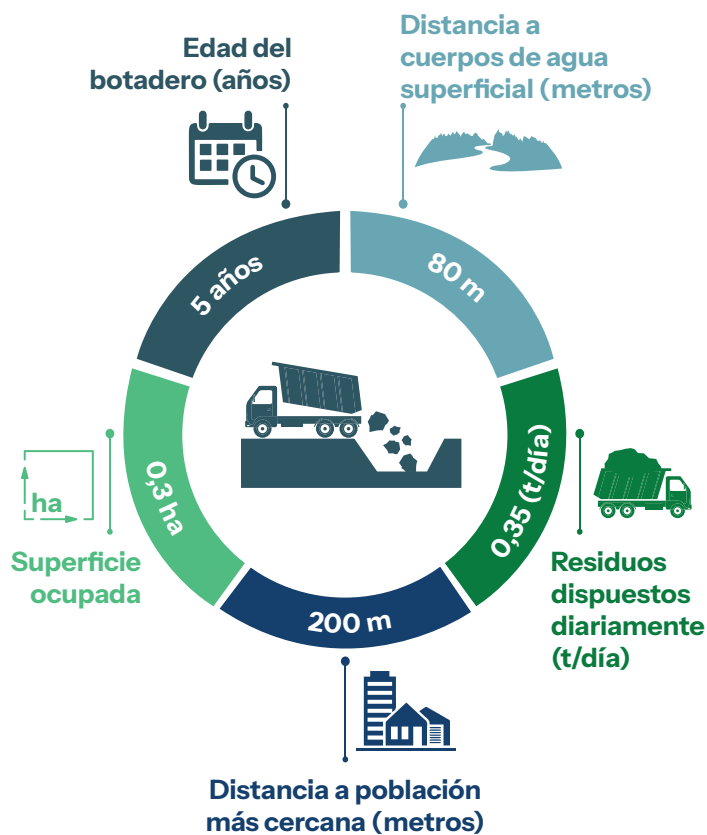 Edad del
botadero (años)
Distancia a
cuerpos de agua
superficial (metros)
5 años
80 m
0,3 ha
0,35 (t/día)
200 m
ha
Superficie
ocupada
Residuos
dispuestos
diariamente
(t/día)
Distancia a población
más cercana (metros)